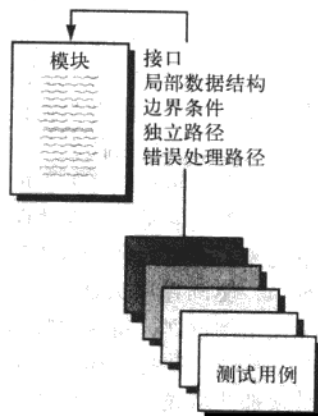 模块
接口
局部数据结构
边界条件
独立路径
错误处理路径
测试用例